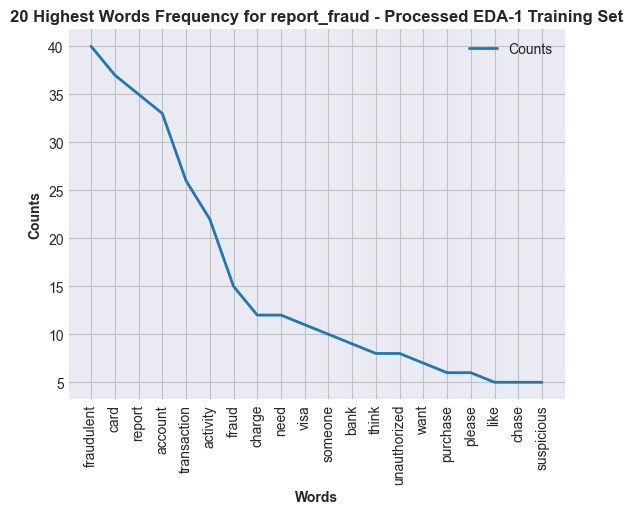 20 Highest Words Frequency for report_fraud - Processed EDA-1 Training Set
Counts
40
35
30
25
20
15
10
5
Counts
fraudulent
card
report
account
transaction
activity
fraud
charge
need
visa
someone
bank
think
unauthorized
want
purchase
please
like
chase
suspicious
Words